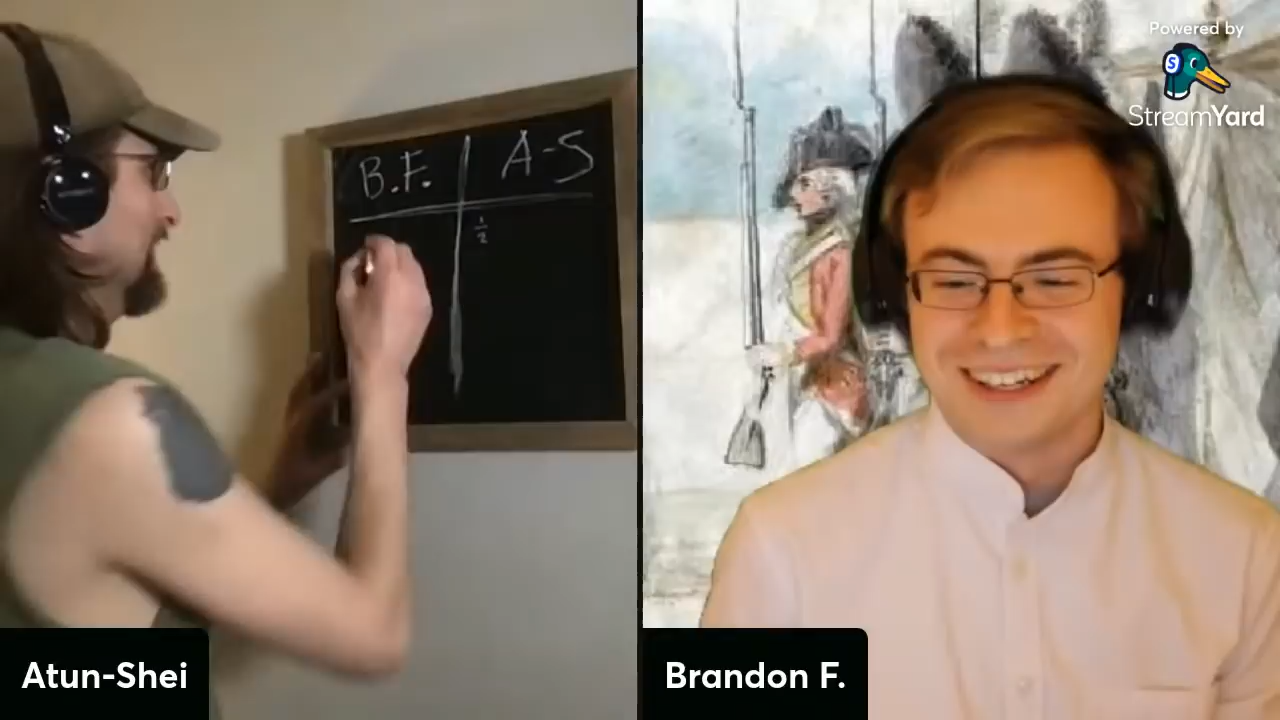 B.F. A-S
1/2
Powered by
S
StreamYard
Atun-Shei
Brandon F.